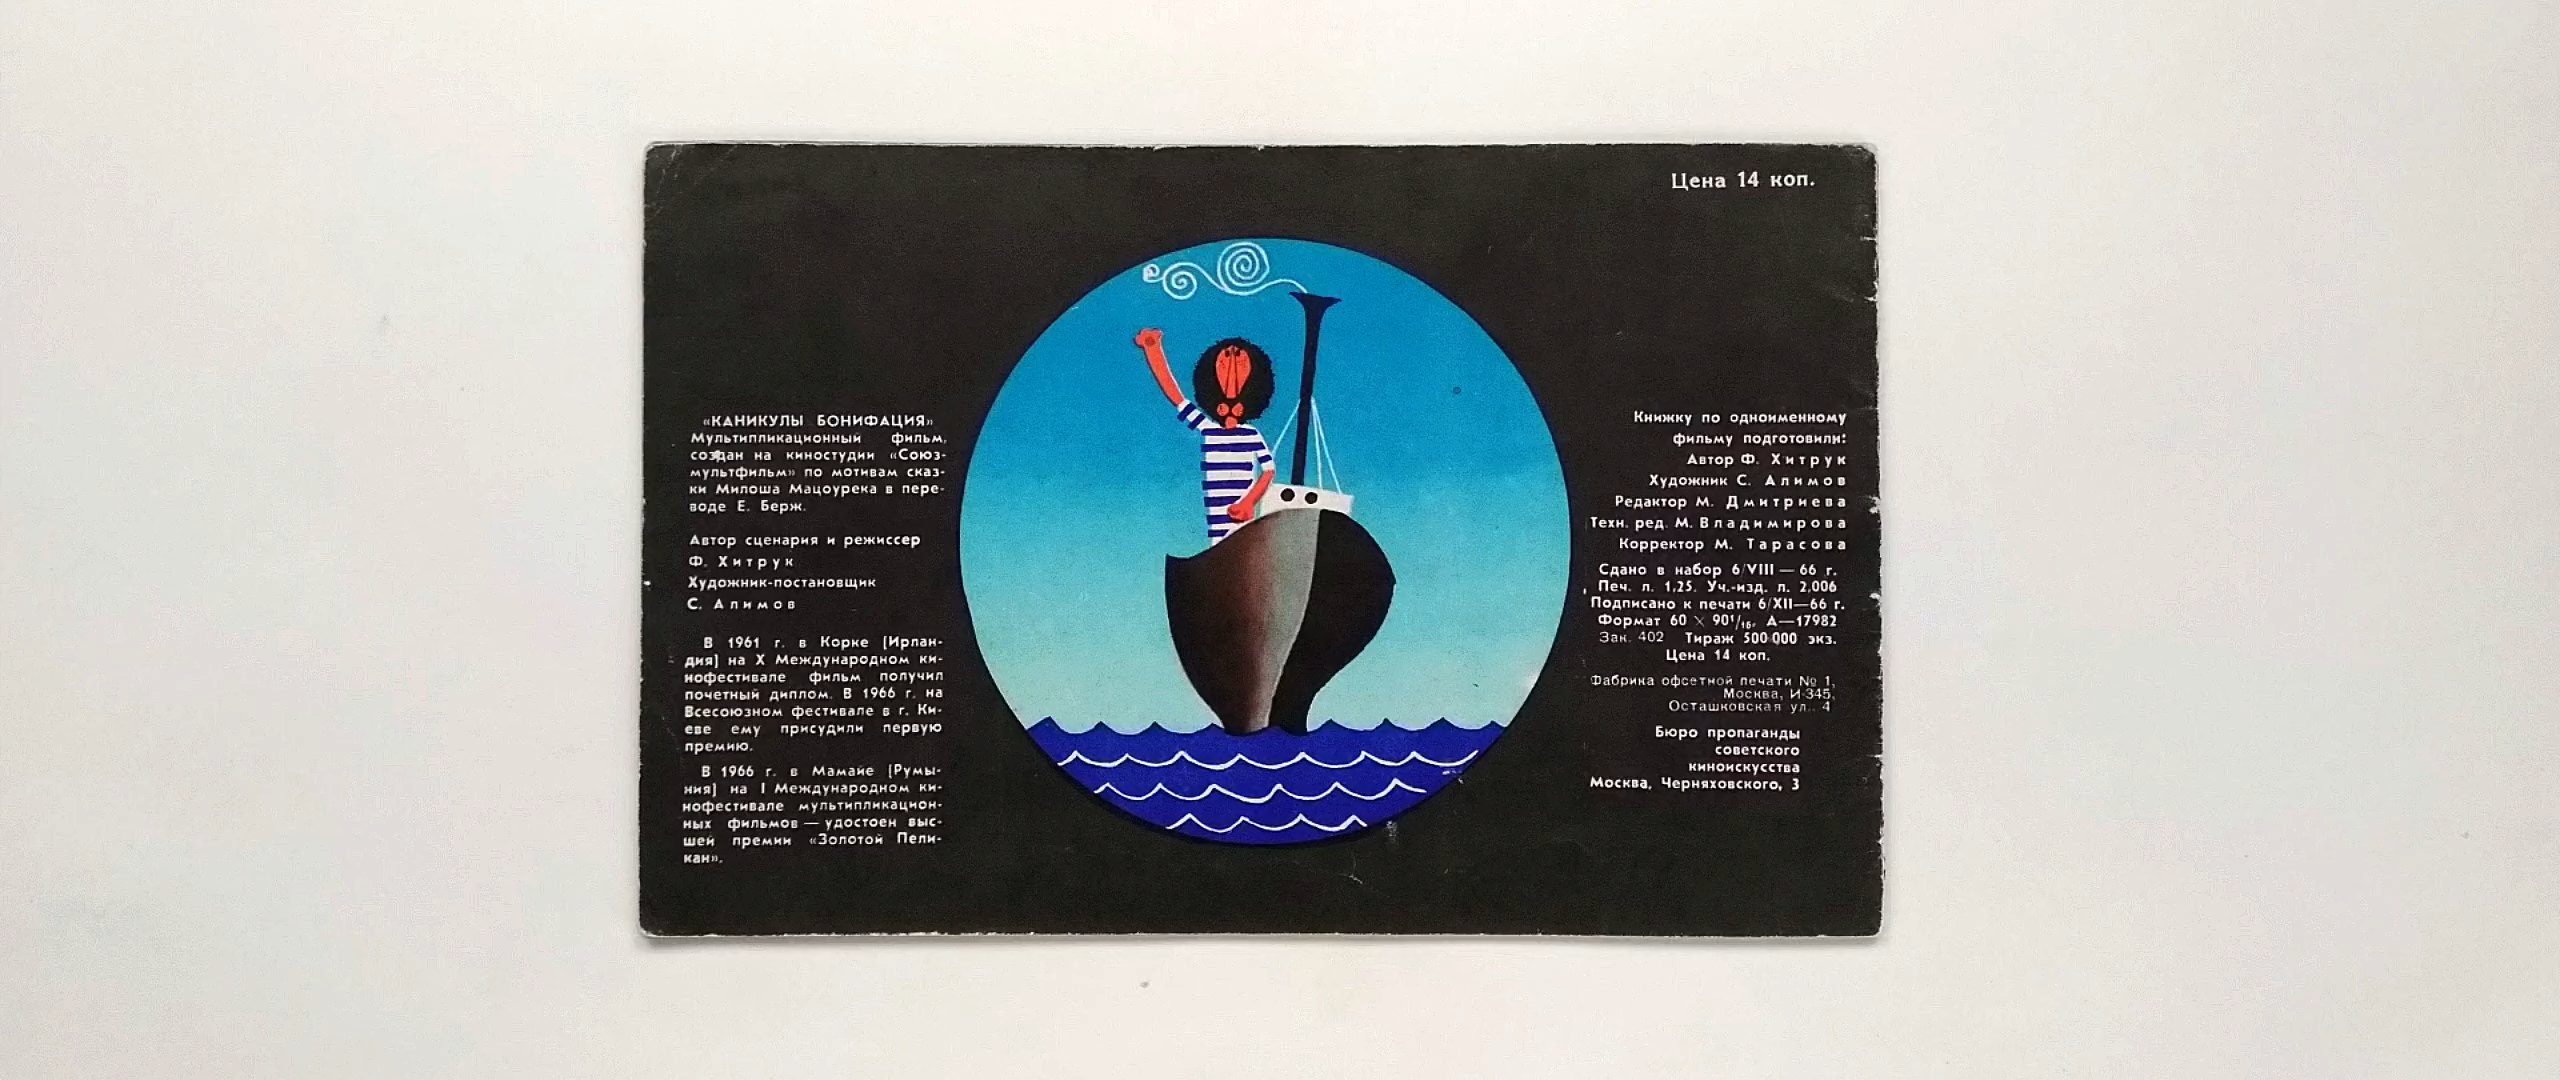 Цена 14 коп.
«КАНИКУЛЫ БОНИФАЦИЯ»
Мультипликационный фильм,
создан на киностудии «Союз-
мультфильм» по мотивам сказ-
ки Милоша Мацоурека в пере-
воде Е. Берж.
Автор сценария и режиссер
Ф. Хитрук
Художник-постановщик
С. Алимов
В 1961 г. в Корке (Ирлан-
дия) на X Международном ки-
нофестивале фильм получил
почетный диплом. В 1966 г. на
Всесоюзном фестивале в г. Ки-
еве ему присудили первую
премию.
В 1966 г. в Мамайе (Румы-
ния) на I Международном ки-
нофестивале мультипликацион-
ных фильмов — удостоен выс-
шей премии «Золотой Пели-
кан».
Книжку по одноименному
фильму подготовили:
Автор Ф. Хитрук
Художник С. Алимов
Редактор М. Дмитриева
Техн. ред. М. Владимирова
Корректор М. Тарасова
Сдано в набор 6/VIII — 66 г.
Печ. л. 1,25. Уч.-изд. л. 2,006
Подписано к печати 6/XII—66 г.
Формат 60 × 90¹/₁₆. А—17982
Зак. 402 Тираж 500 000 экз.
Цена 14 коп.
Фабрика офсетной печати № 1,
Москва, И-345,
Осташковская ул., 4
Бюро пропаганды
советского
киноискусства
Москва, Черняховского, 3